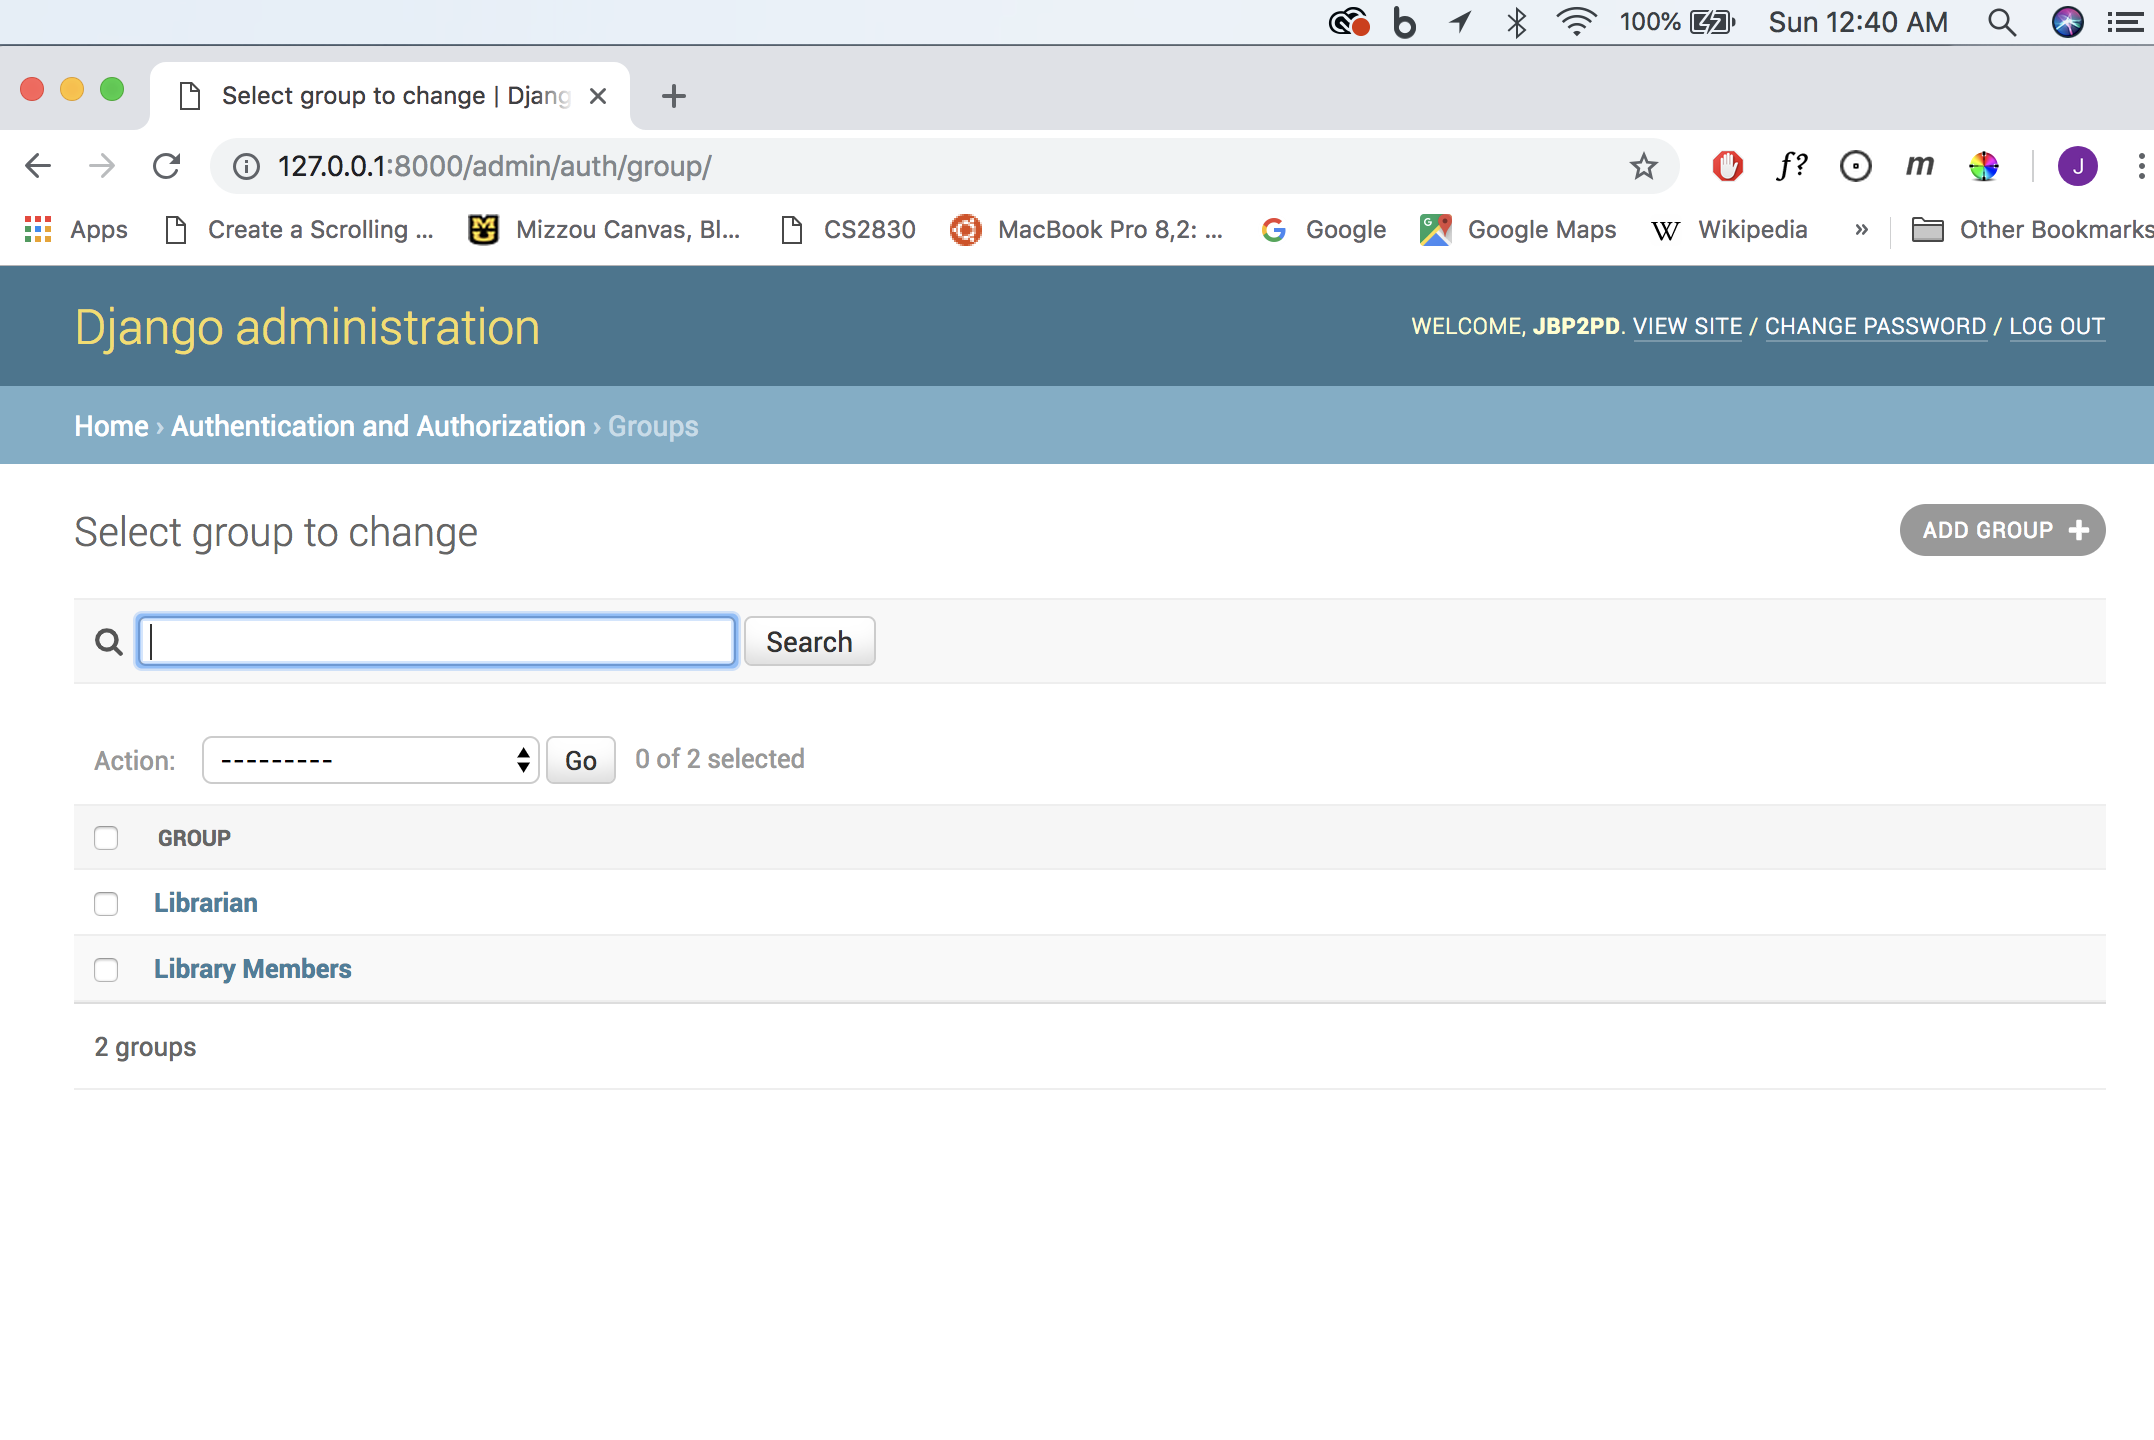 100% Sun 12:40 AM
Select group to change | Djang
127.0.0.1:8000/admin/auth/group/
f? m J
Apps Create a Scrolling ... Mizzou Canvas, Bl... CS2830 MacBook Pro 8,2: ... Google Google Maps W Wikipedia » Other Bookmarks
Django administration
WELCOME, JBP2PD. VIEW SITE / CHANGE PASSWORD / LOG OUT
Home › Authentication and Authorization › Groups
Select group to change
ADD GROUP +
Search
Action: --------- Go 0 of 2 selected
GROUP
Librarian
Library Members
2 groups